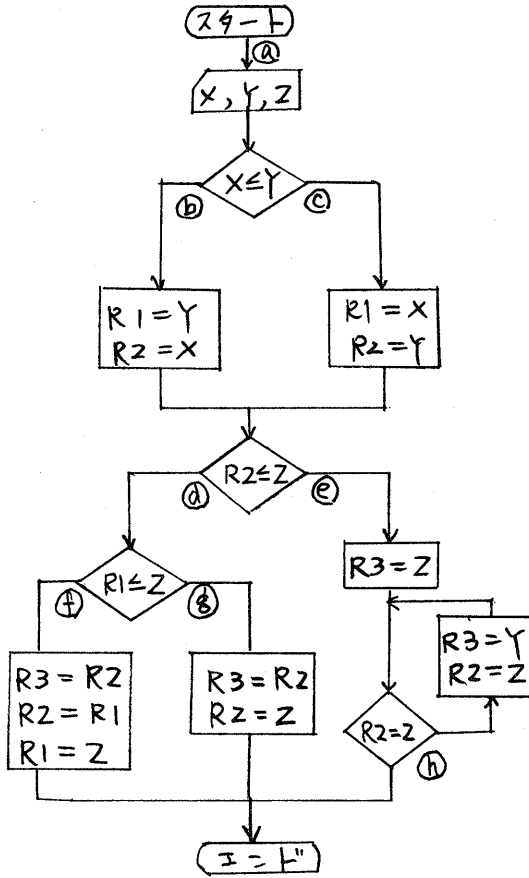 スタート
ⓐ
X, Y, Z
X≤Y
ⓑ
ⓒ
R1=Y
R2=X
R1=X
R2=Y
R2≤Z
ⓓ
ⓔ
R1≤Z
ⓕ
ⓖ
R3=Z
R3=Y
R2=Z
R3=R2
R2=R1
R1=Z
R3=R2
R2=Z
R2=Z
ⓗ
エンド